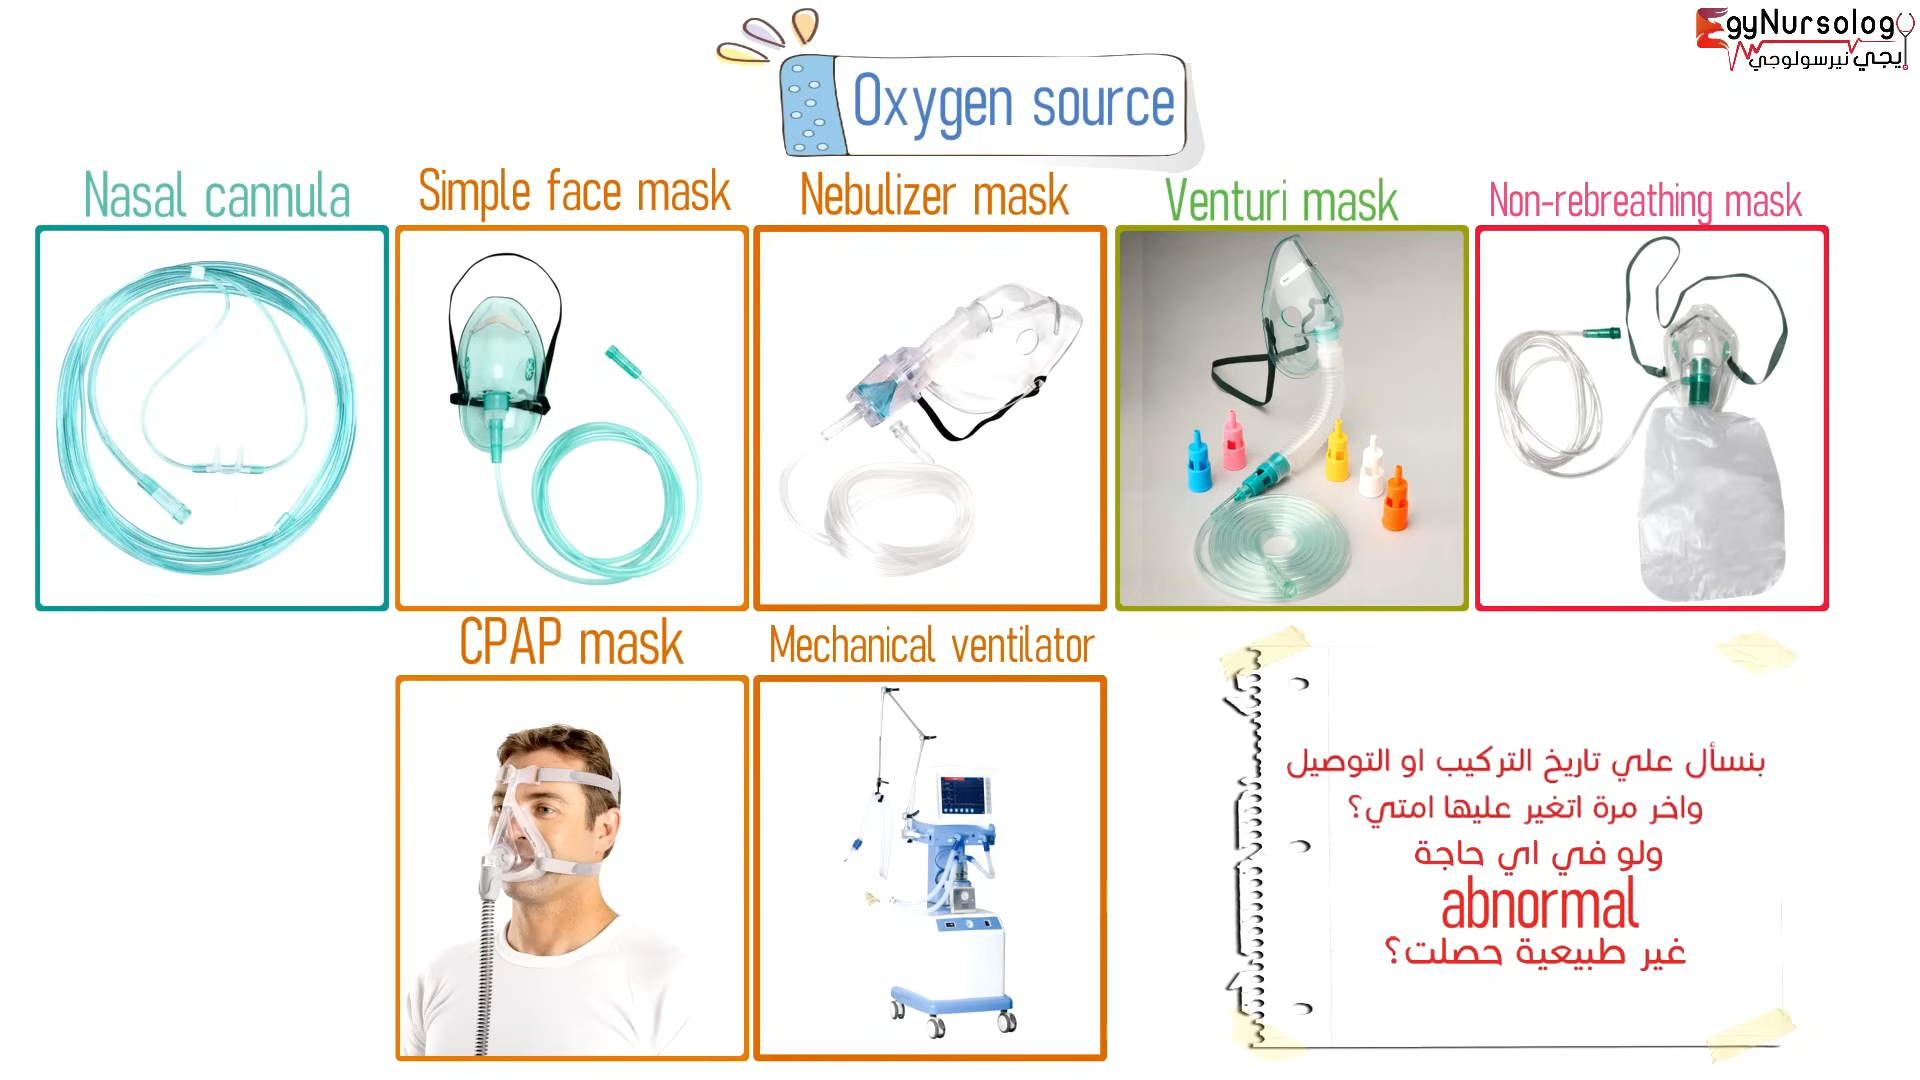 EgyNursology
إيجي نيرسولوجي
Oxygen source
Nasal cannula
Simple face mask
Nebulizer mask
Venturi mask
Non-rebreathing mask
CPAP mask
Mechanical ventilator
بنسأل علي تاريخ التركيب او التوصيل
واخر مرة اتغير عليها امتي؟
ولو في اي حاجة
abnormal
غير طبيعية حصلت؟